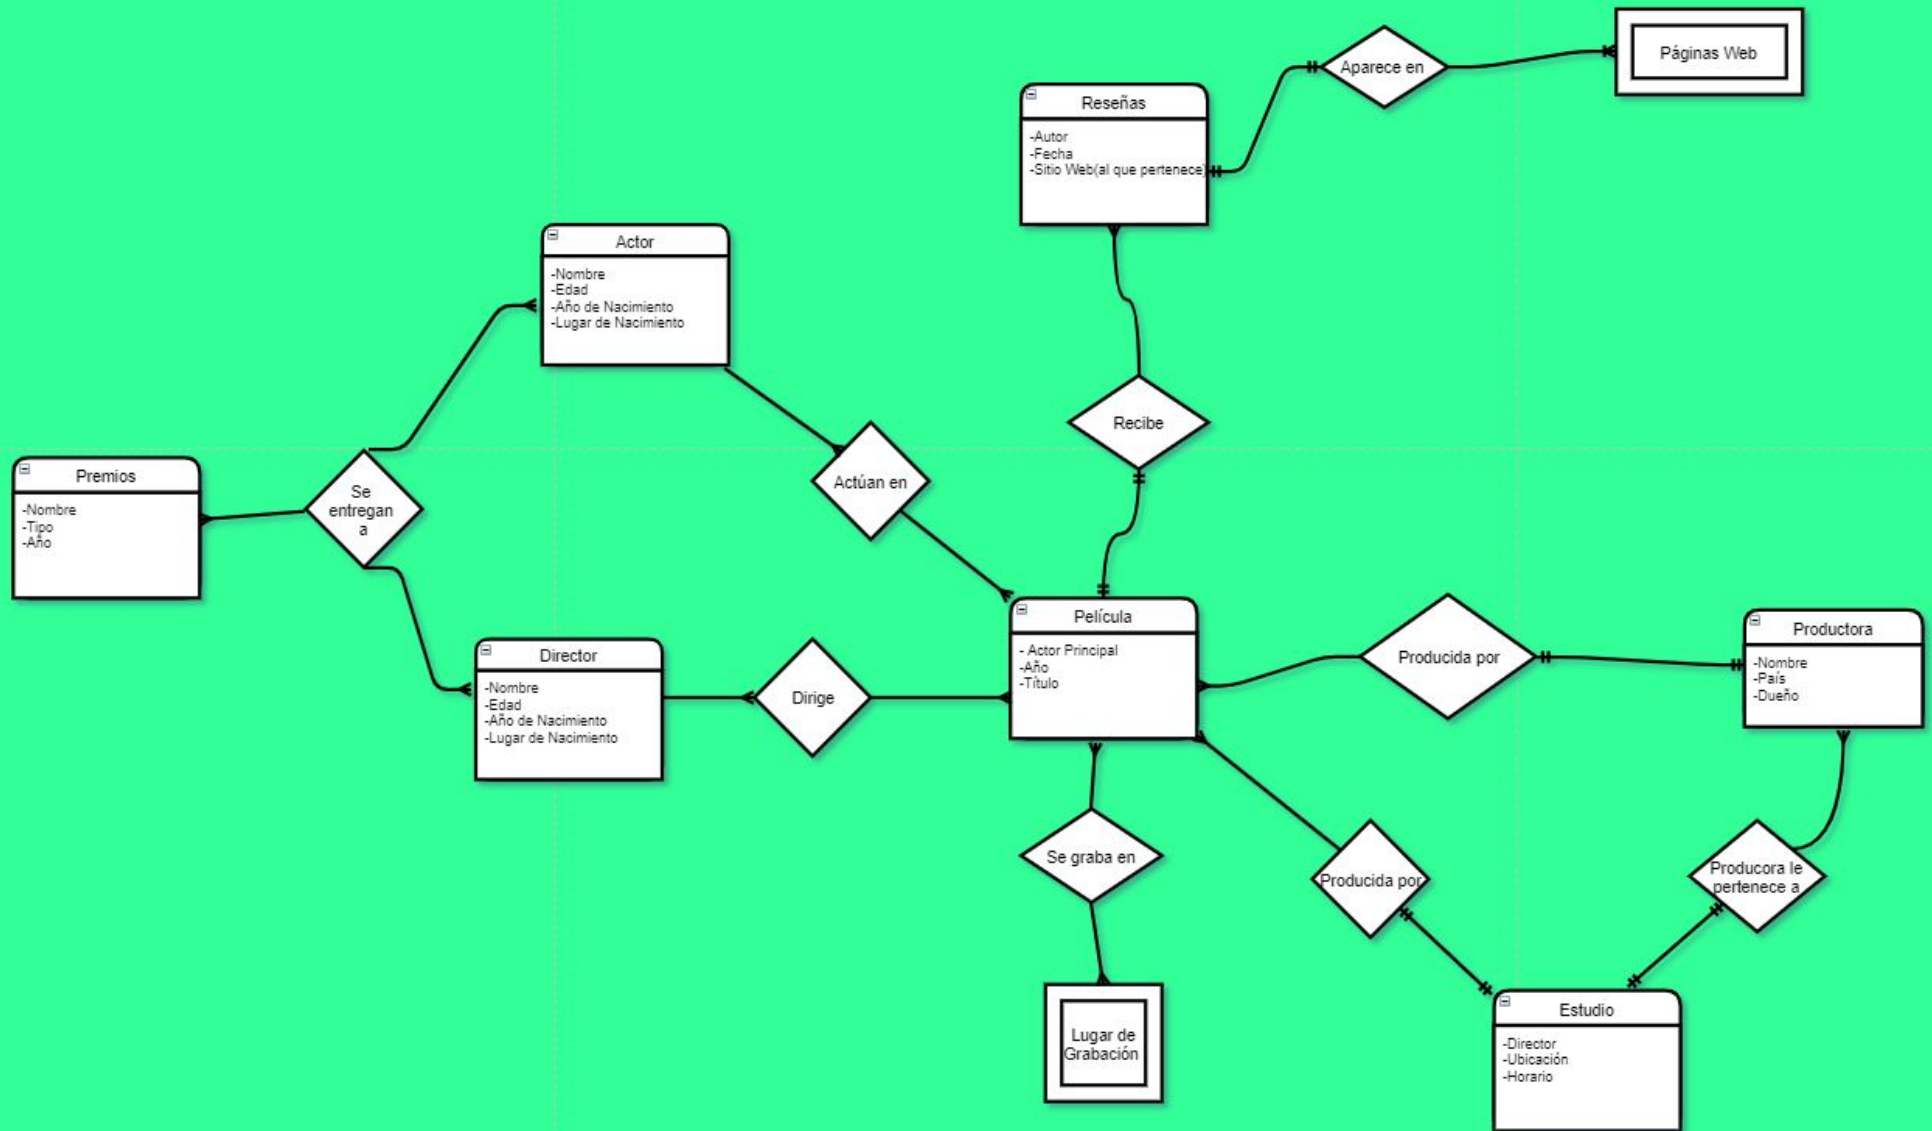 Páginas Web
Aparece en
Reseñas
-Autor
-Fecha
-Sitio Web(al que pertenece)
Actor
-Nombre
-Edad
-Año de Nacimiento
-Lugar de Nacimiento
Recibe
Premios
-Nombre
-Tipo
-Año
Se
entregan
a
Actúan en
Película
- Actor Principal
-Año
-Título
Director
-Nombre
-Edad
-Año de Nacimiento
-Lugar de Nacimiento
Dirige
Producida por
Productora
-Nombre
-País
-Dueño
Se graba en
Producida por
Producora le
pertenece a
Lugar de
Grabación
Estudio
-Director
-Ubicación
-Horario